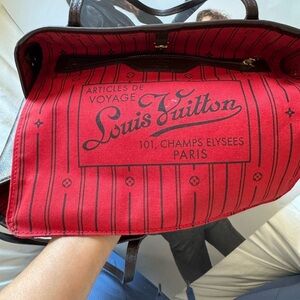 ARTICLES DE
VOYAGE
Louis Vuitton
101, CHAMPS ELYSEES
PARIS